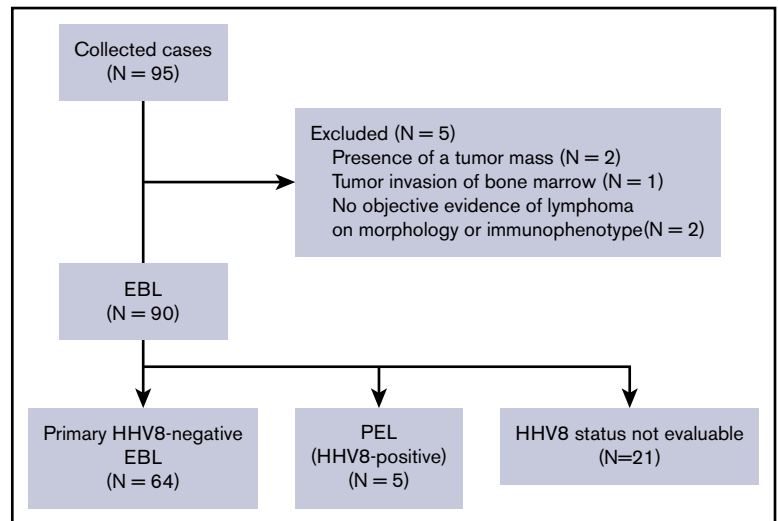 Collected cases
(N = 95)
Excluded (N = 5)
Presence of a tumor mass (N = 2)
Tumor invasion of bone marrow (N = 1)
No objective evidence of lymphoma
on morphology or immunophenotype(N = 2)
EBL
(N = 90)
Primary HHV8-negative
EBL
(N = 64)
PEL
(HHV8-positive)
(N = 5)
HHV8 status not evaluable
(N=21)